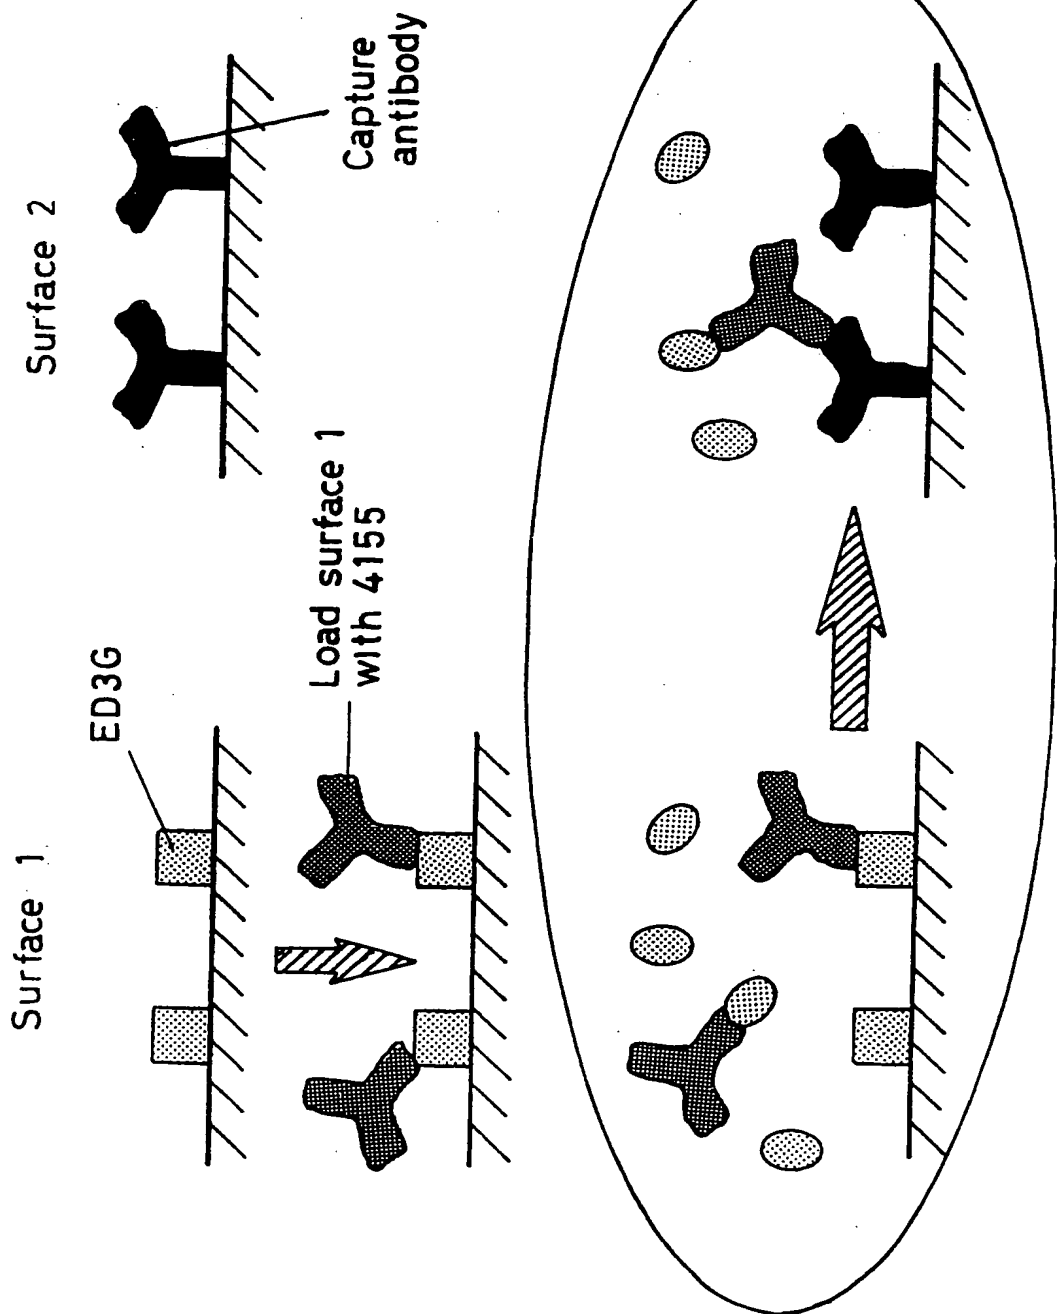 Surface 1
Surface 2
ED3G
Capture
antibody
Load surface 1
with 4155